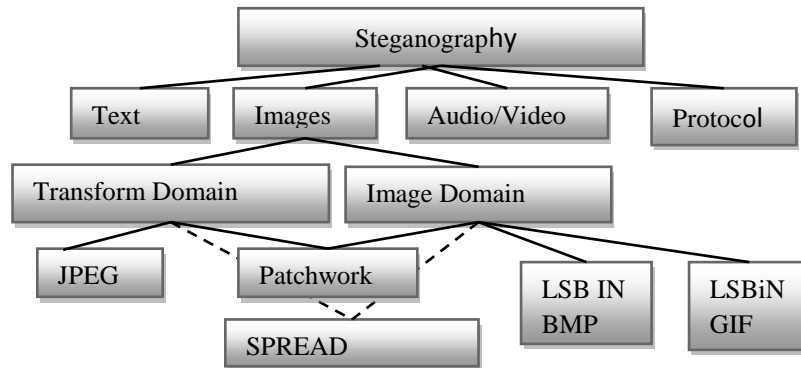 Steganography
Text
Images
Audio/Video
Protocol
Transform Domain
Image Domain
JPEG
Patchwork
LSB IN
BMP
LSBiN
GIF
SPREAD